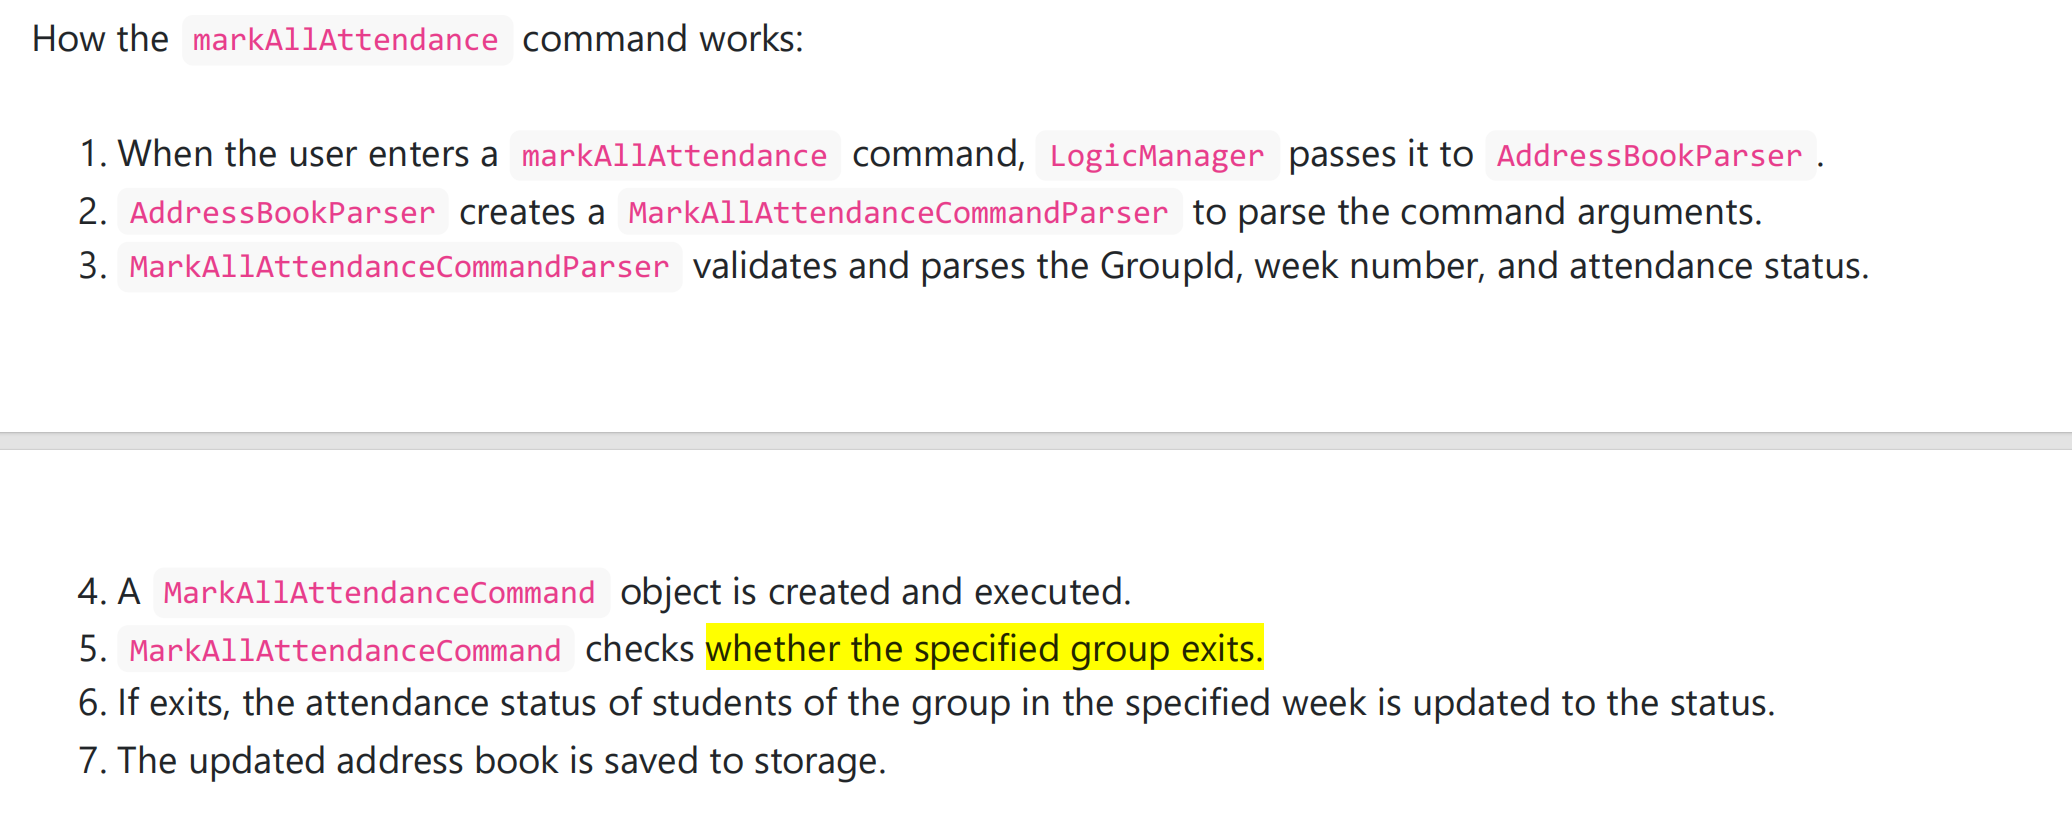 How the markAllAttendance command works:
1. When the user enters a markAllAttendance command, LogicManager passes it to AddressBookParser .
2. AddressBookParser creates a MarkAllAttendanceCommandParser to parse the command arguments.
3. MarkAllAttendanceCommandParser validates and parses the GroupId, week number, and attendance status.
4. A MarkAllAttendanceCommand object is created and executed.
5. MarkAllAttendanceCommand checks whether the specified group exits.
6. If exits, the attendance status of students of the group in the specified week is updated to the status.
7. The updated address book is saved to storage.